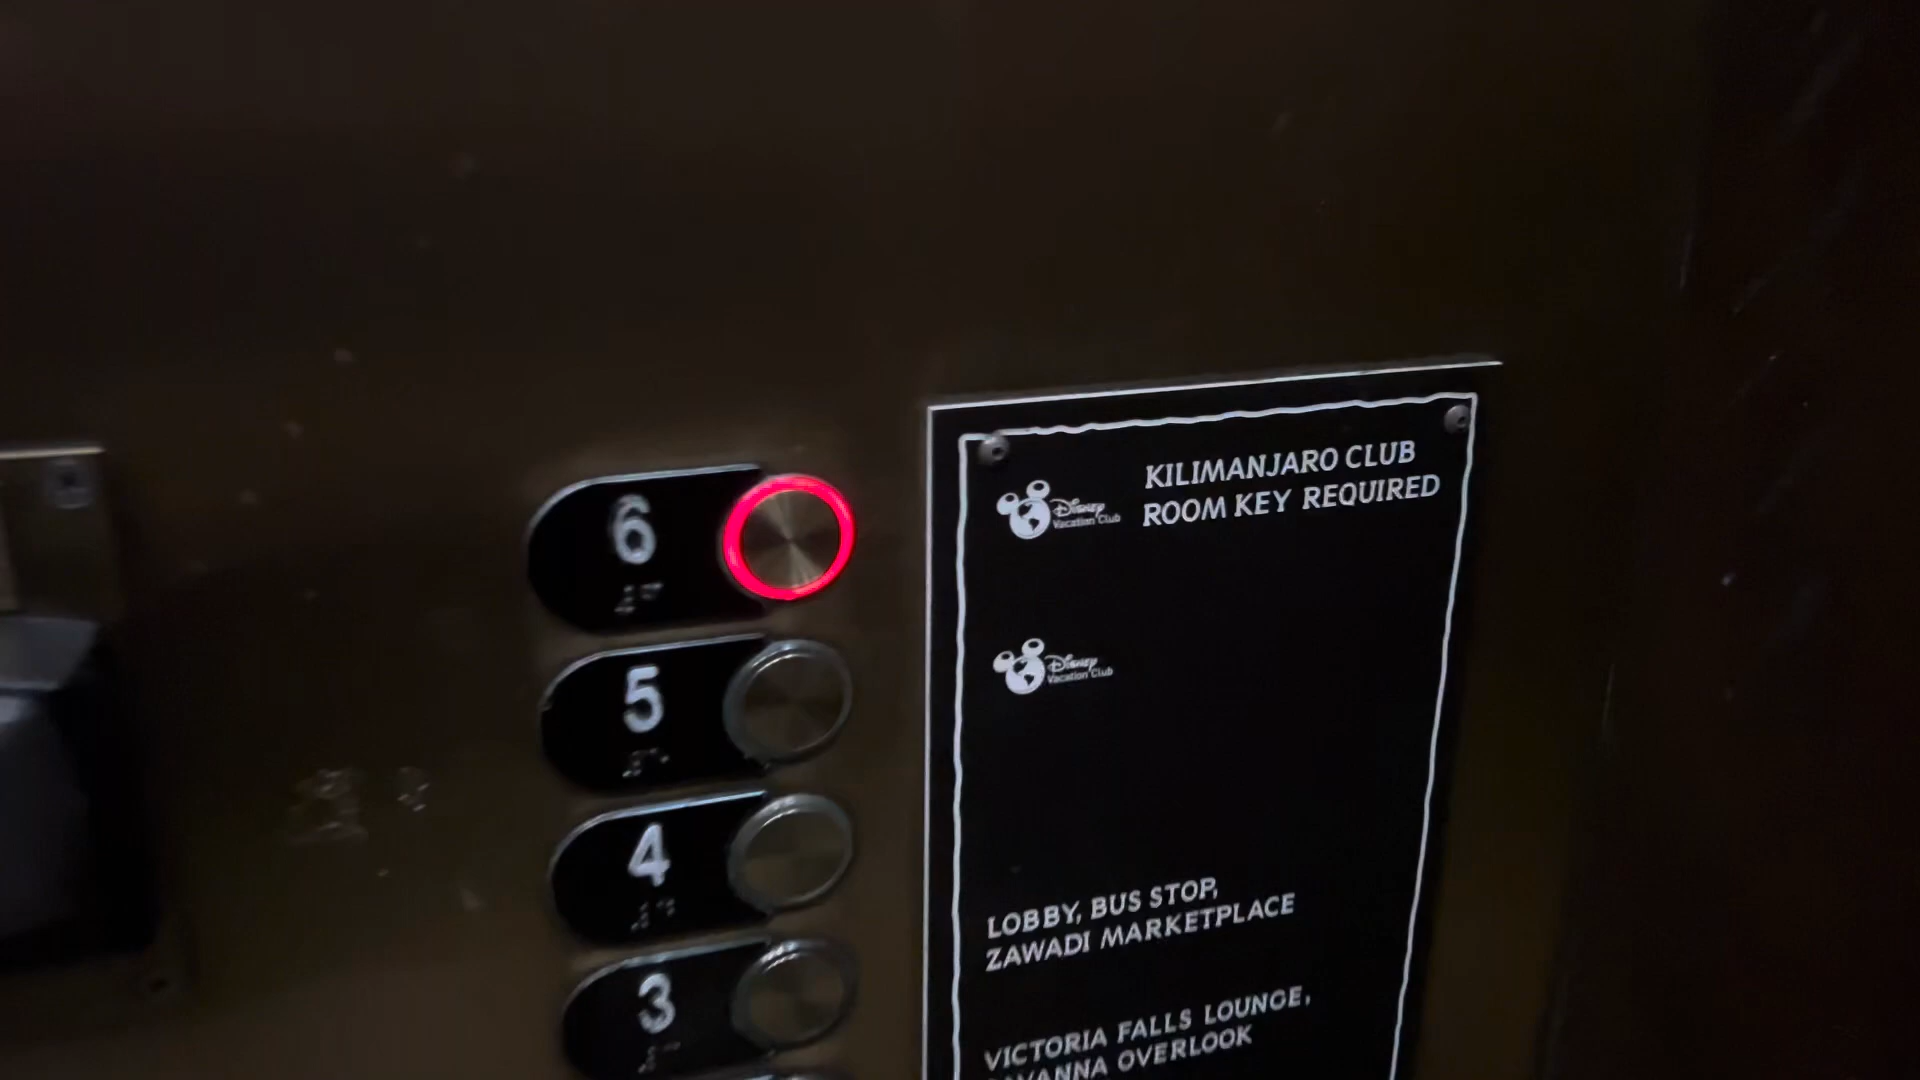 6
KILIMANJARO CLUB
ROOM KEY REQUIRED
Disney
Vacation Club
5
Disney
Vacation Club
4
LOBBY, BUS STOP,
ZAWADI MARKETPLACE
3
VICTORIA FALLS LOUNGE,
OVERLOOK